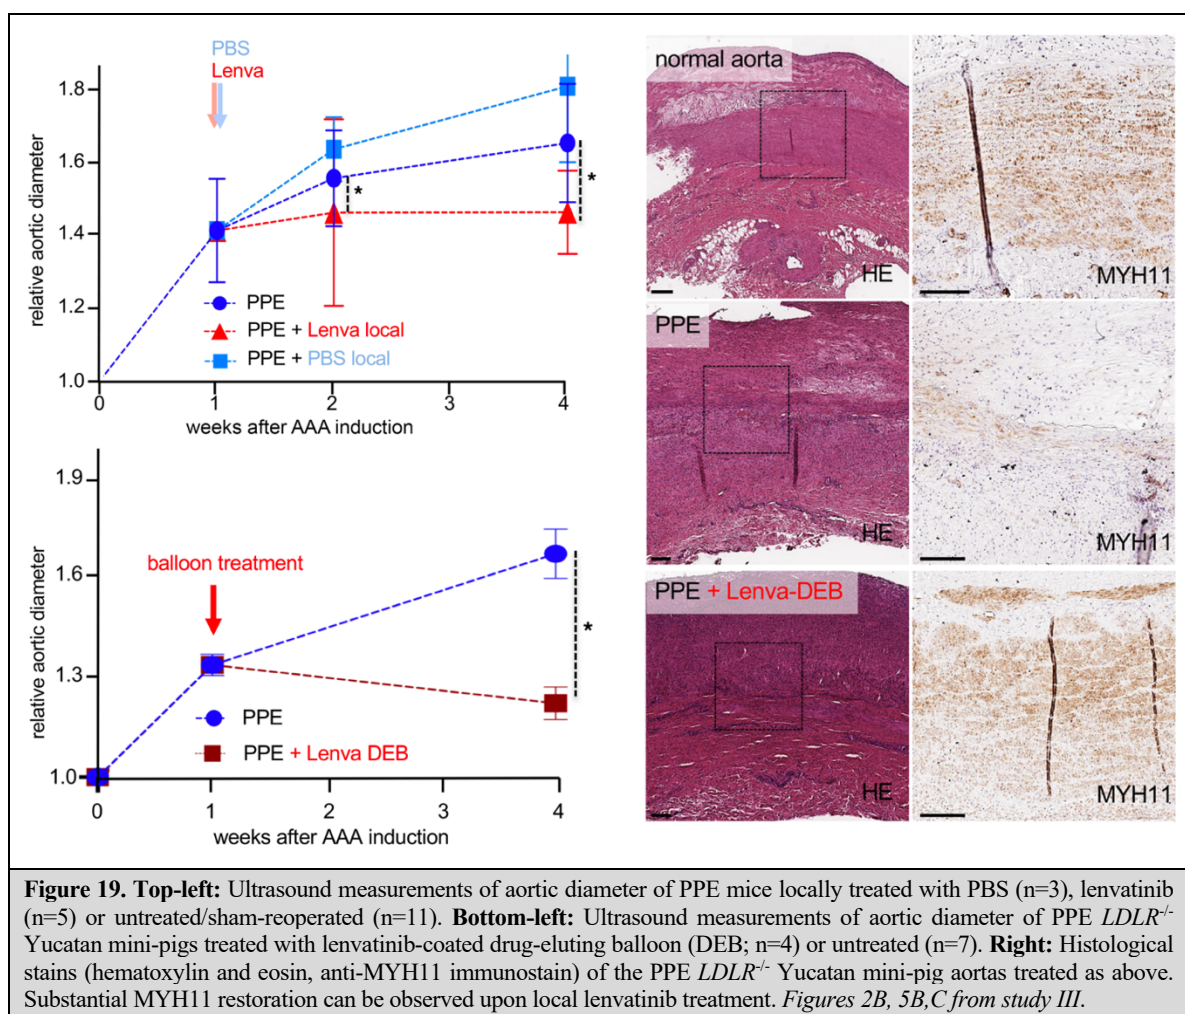 PBS
Lenva
relative aortic diameter
1.8
1.6
1.4
1.2
1.0
*
*
PPE
PPE + Lenva local
PPE + PBS local
0
1
2
3
4
weeks after AAA induction
relative aortic diameter
1.9
1.6
1.3
1.0
balloon treatment
*
PPE
PPE + Lenva DEB
0
1
2
3
4
weeks after AAA induction
normal aorta
HE
MYH11
PPE
HE
MYH11
PPE + Lenva-DEB
HE
MYH11
Figure 19. Top-left: Ultrasound measurements of aortic diameter of PPE mice locally treated with PBS (n=3), lenvatinib
(n=5) or untreated/sham-reoperated (n=11). Bottom-left: Ultrasound measurements of aortic diameter of PPE LDLR-/-
Yucatan mini-pigs treated with lenvatinib-coated drug-eluting balloon (DEB; n=4) or untreated (n=7). Right: Histological
stains (hematoxylin and eosin, anti-MYH11 immunostain) of the PPE LDLR-/- Yucatan mini-pig aortas treated as above.
Substantial MYH11 restoration can be observed upon local lenvatinib treatment. Figures 2B, 5B,C from study III.